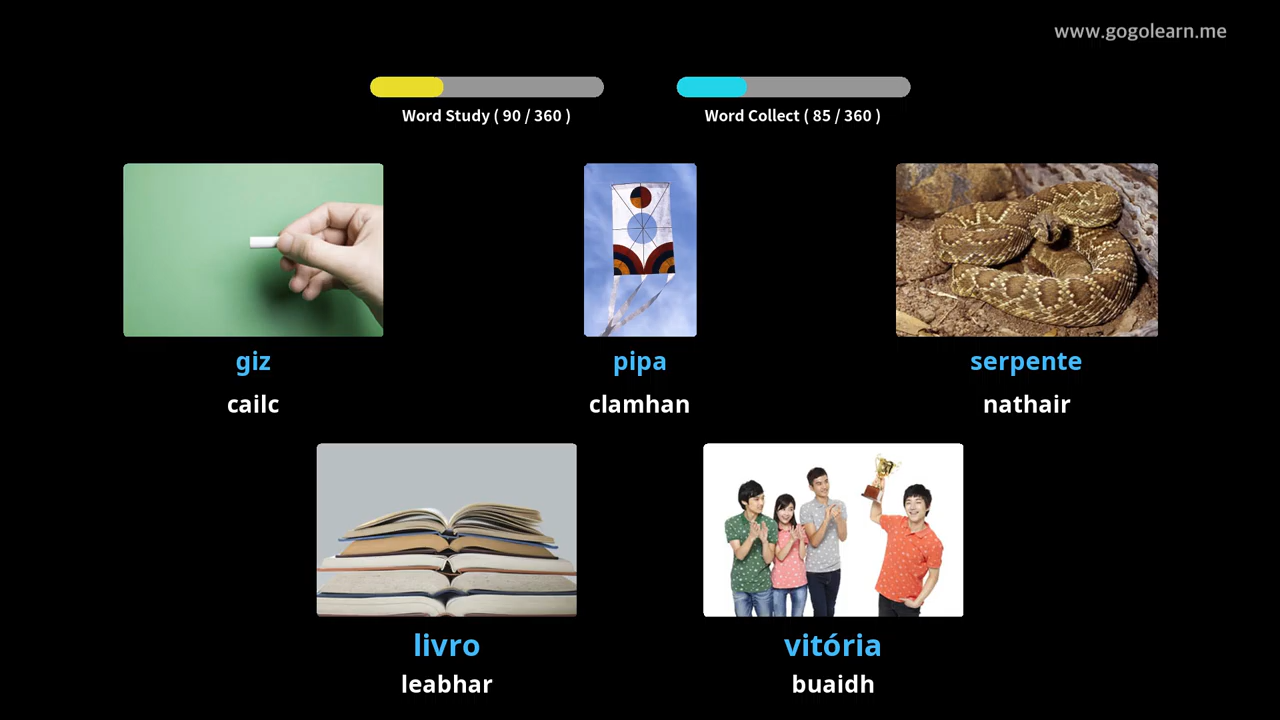 www.gogolearn.me
Word Study ( 90 / 360 )
Word Collect ( 85 / 360 )
giz
pipa
serpente
cailc
clamhan
nathair
livro
vitória
leabhar
buaidh